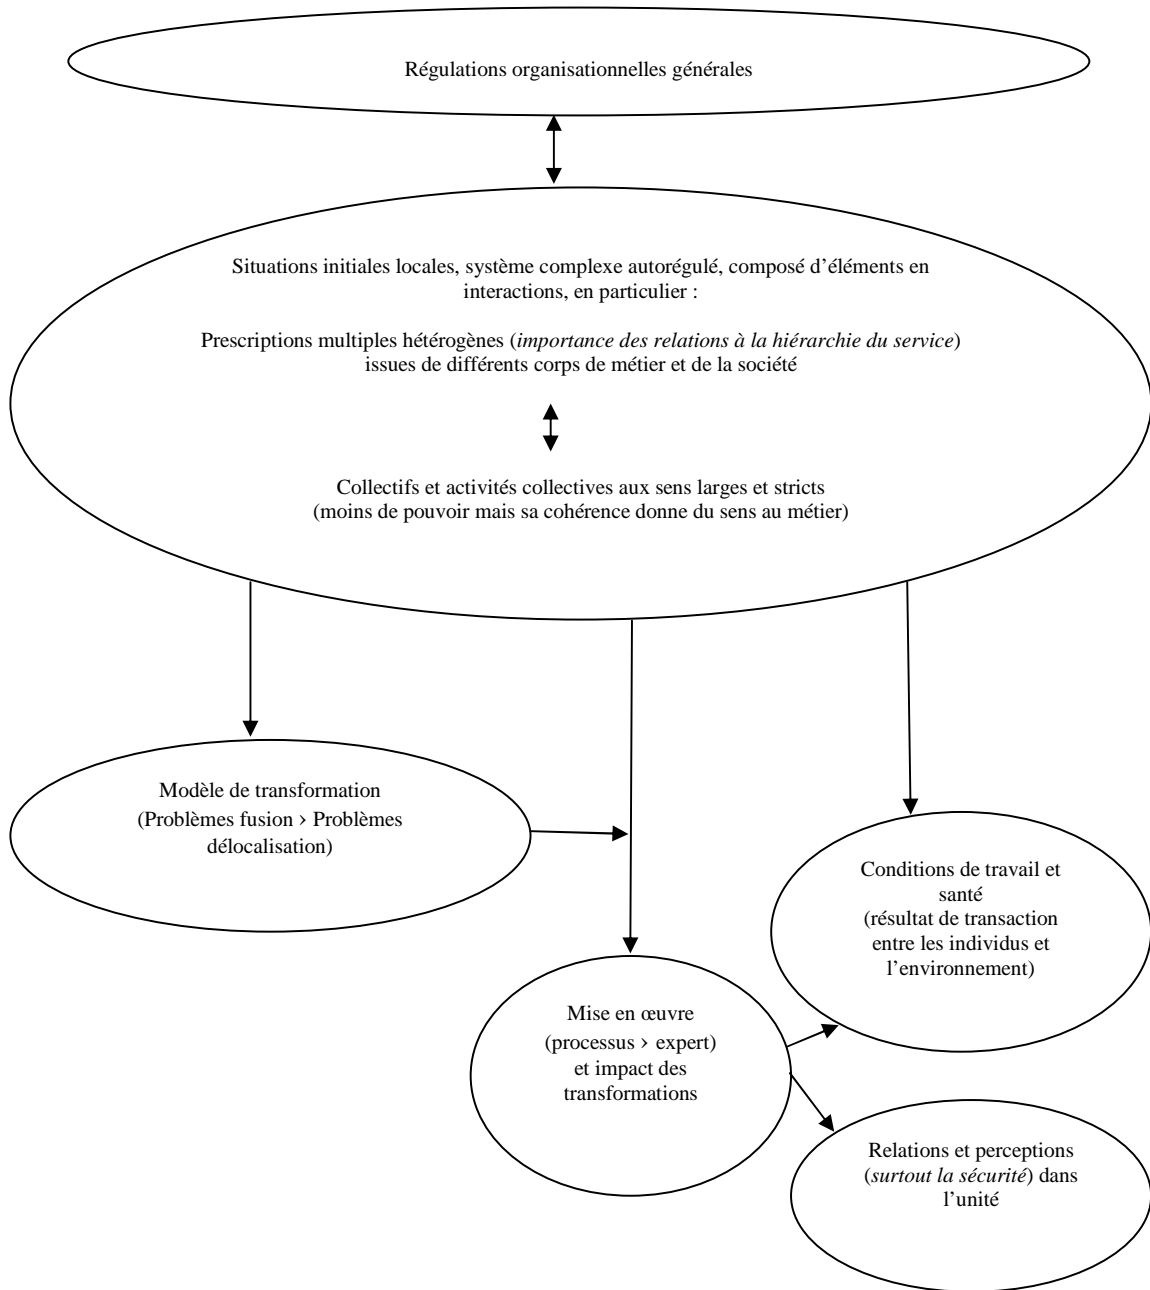 Régulations organisationnelles générales
Situations initiales locales, système complexe autorégulé, composé d’éléments en
interactions, en particulier :
Prescriptions multiples hétérogènes (importance des relations à la hiérarchie du service)
issues de différents corps de métier et de la société
Collectifs et activités collectives aux sens larges et stricts
(moins de pouvoir mais sa cohérence donne du sens au métier)
Modèle de transformation
(Problèmes fusion › Problèmes
délocalisation)
Conditions de travail et
santé
(résultat de transaction
entre les individus et
l’environnement)
Mise en œuvre
(processus › expert)
et impact des
transformations
Relations et perceptions
(surtout la sécurité) dans
l’unité